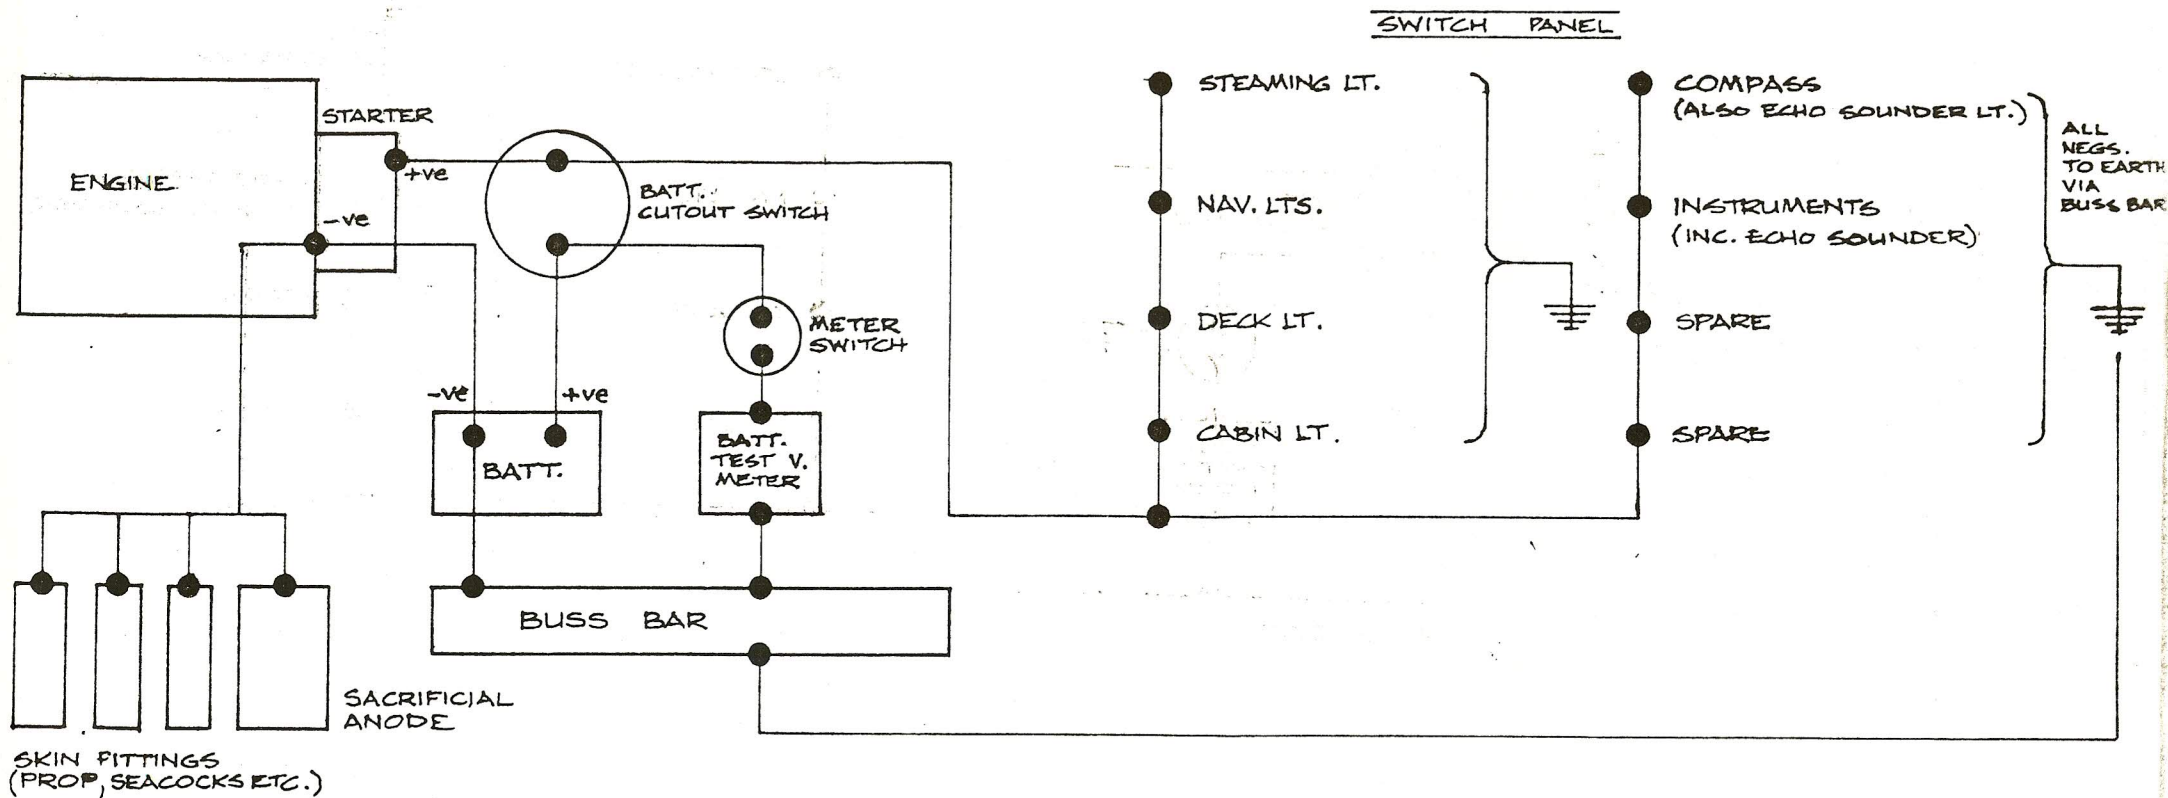 SWITCH PANEL
STEAMING LT.
NAV. LTS.
DECK LT.
CABIN LT.
COMPASS
(ALSO ECHO SOUNDER LT.)
INSTRUMENTS
(INC. ECHO SOUNDER)
SPARE
SPARE
ALL
NEGS.
TO EARTH
VIA
BUSS BAR
ENGINE
STARTER
+ve
-ve
BATT.
CUTOUT SWITCH
METER
SWITCH
-ve
+ve
BATT.
BATT.
TEST V.
METER
BUSS BAR
SACRIFICIAL
ANODE
SKIN FITTINGS
(PROP, SEACOCKS ETC.)